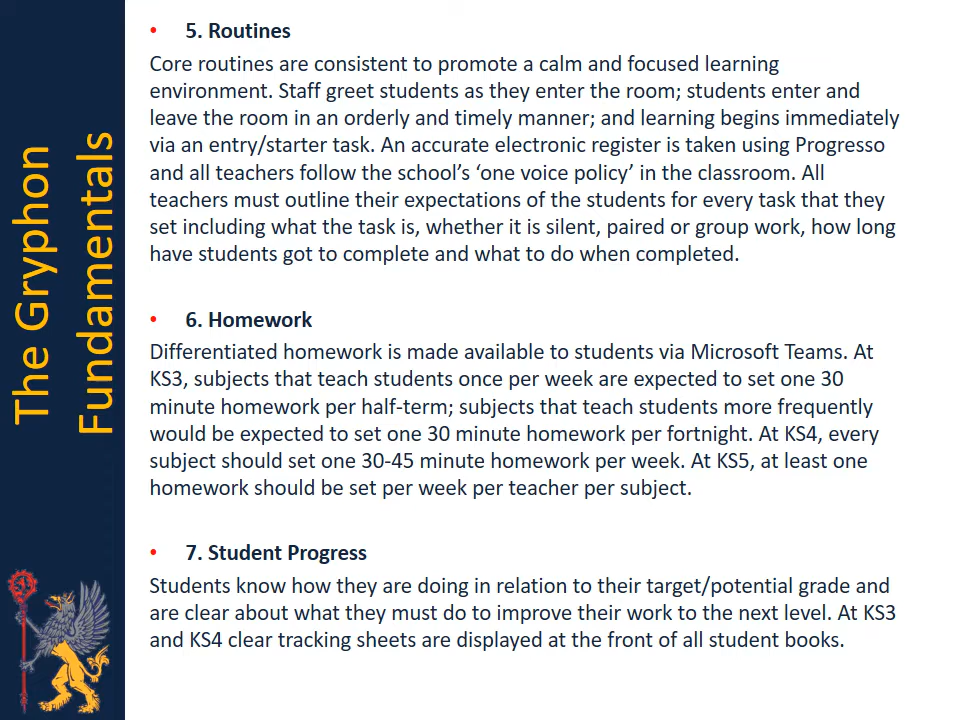 The Gryphon
Fundamentals
• 5. Routines
Core routines are consistent to promote a calm and focused learning
environment. Staff greet students as they enter the room; students enter and
leave the room in an orderly and timely manner; and learning begins immediately
via an entry/starter task. An accurate electronic register is taken using Progresso
and all teachers follow the school’s ‘one voice policy’ in the classroom. All
teachers must outline their expectations of the students for every task that they
set including what the task is, whether it is silent, paired or group work, how long
have students got to complete and what to do when completed.
• 6. Homework
Differentiated homework is made available to students via Microsoft Teams. At
KS3, subjects that teach students once per week are expected to set one 30
minute homework per half-term; subjects that teach students more frequently
would be expected to set one 30 minute homework per fortnight. At KS4, every
subject should set one 30-45 minute homework per week. At KS5, at least one
homework should be set per week per teacher per subject.
• 7. Student Progress
Students know how they are doing in relation to their target/potential grade and
are clear about what they must do to improve their work to the next level. At KS3
and KS4 clear tracking sheets are displayed at the front of all student books.